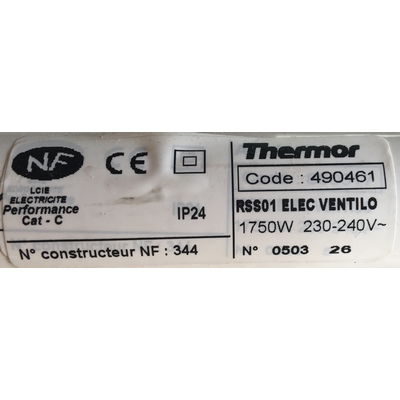 NF
LCIE
ELECTRICITE
Performance
Cat - C
CE
IP24
N° constructeur NF : 344
Thermor
Code : 490461
RSS01 ELEC VENTILO
1750W 230-240V~
N° 0503 26